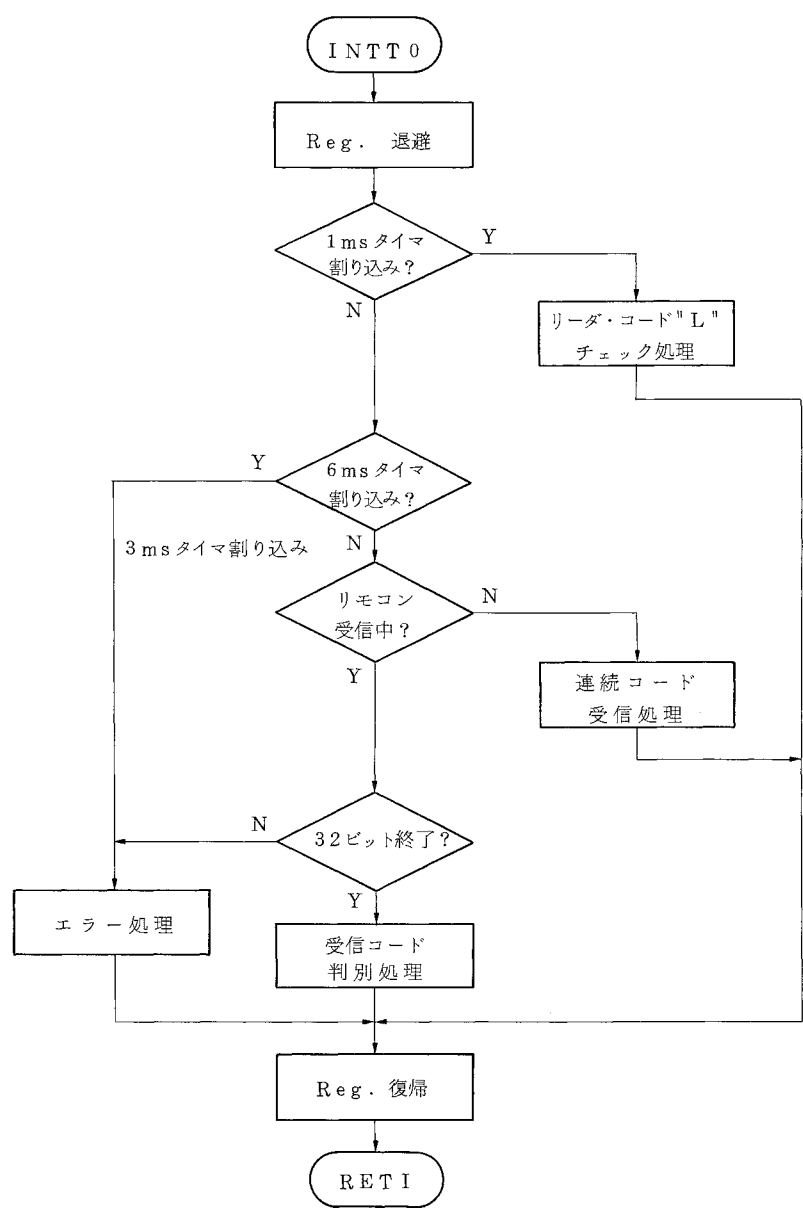 INTT0
Reg. 退避
1msタイマ
割り込み?
Y
N
リーダ・コード"L"
チェック処理
Y
6msタイマ
割り込み?
3msタイマ割り込み
N
リモコン
受信中?
N
Y
連続コード
受信処理
N
32ビット終了?
Y
エラー処理
受信コード
判別処理
Reg. 復帰
RETI